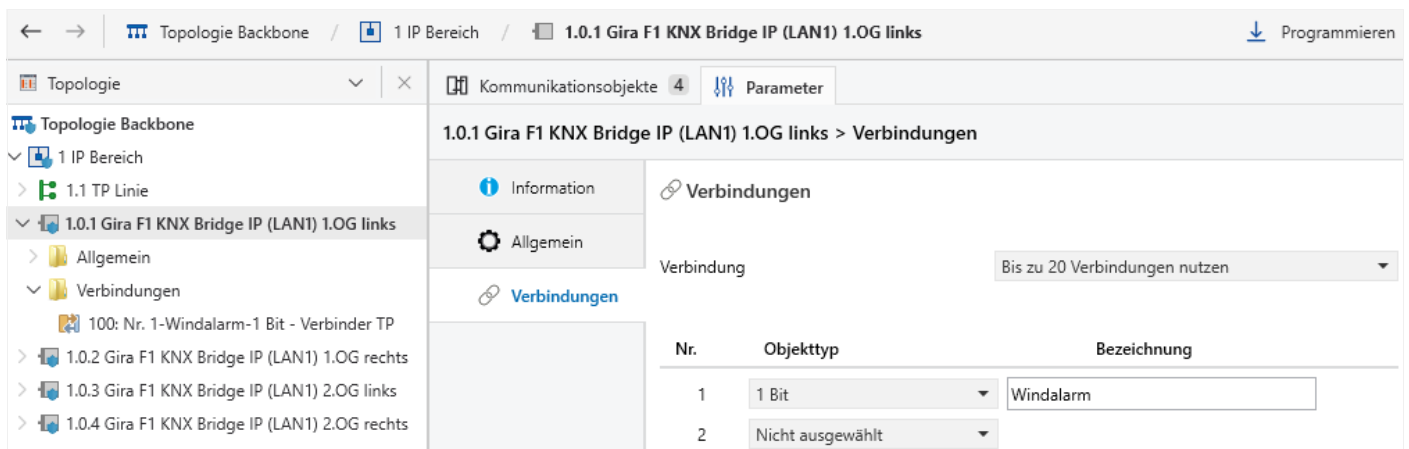 Topologie Backbone / 1 IP Bereich / 1.0.1 Gira F1 KNX Bridge IP (LAN1) 1.OG links Programmieren
Topologie
Kommunikationsobjekte 4 Parameter
Topologie Backbone
1.0.1 Gira F1 KNX Bridge IP (LAN1) 1.OG links > Verbindungen
1 IP Bereich
1.1 TP Linie
Information
Verbindungen
1.0.1 Gira F1 KNX Bridge IP (LAN1) 1.OG links
Allgemein
Allgemein
Verbindung
Bis zu 20 Verbindungen nutzen
Verbindungen
Verbindungen
100: Nr. 1-Windalarm-1 Bit - Verbinder TP
1.0.2 Gira F1 KNX Bridge IP (LAN1) 1.OG rechts
1.0.3 Gira F1 KNX Bridge IP (LAN1) 2.OG links
1.0.4 Gira F1 KNX Bridge IP (LAN1) 2.OG rechts
Nr. Objekttyp Bezeichnung
1 1 Bit Windalarm
2 Nicht ausgewählt